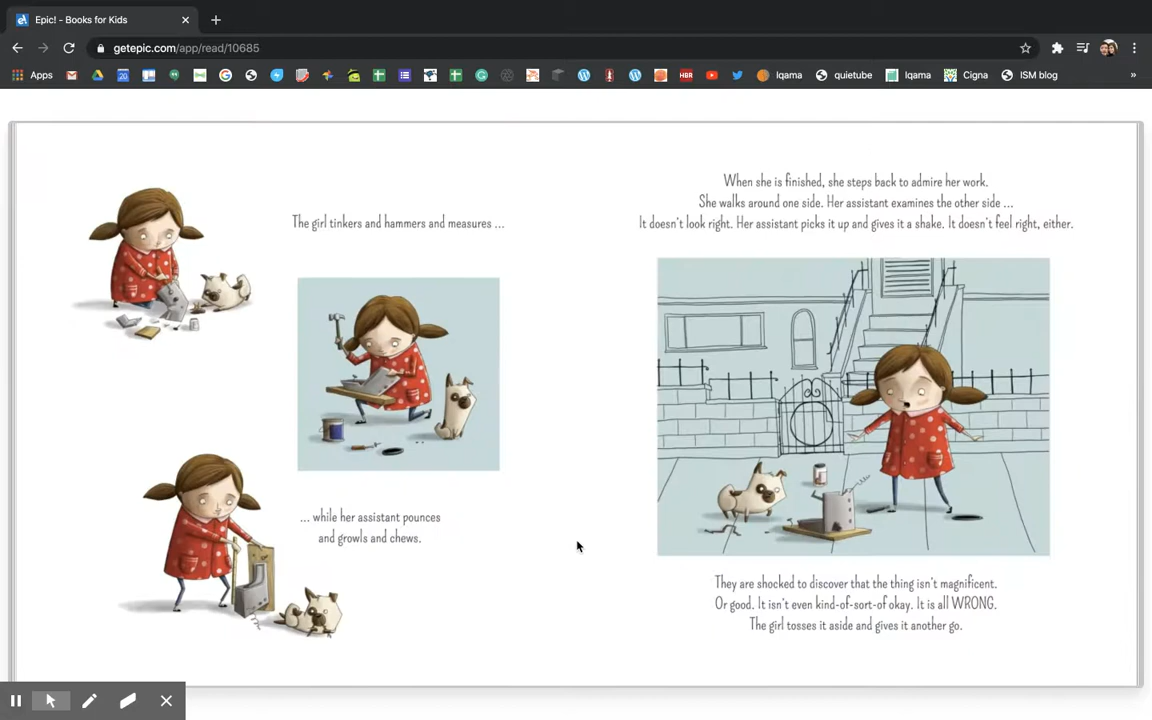 Epic! - Books for Kids
getepic.com/app/read/10685
Apps
20
HBR
Iqama
quietube
Iqama
Cigna
ISM blog
»
The girl tinkers and hammers and measures ...
... while her assistant pounces
and growls and chews.
When she is finished, she steps back to admire her work.
She walks around one side. Her assistant examines the other side ...
It doesn't look right. Her assistant picks it up and gives it a shake. It doesn't feel right, either.
They are shocked to discover that the thing isn't magnificent.
Or good. It isn't even kind-of-sort-of okay. It is all WRONG.
The girl tosses it aside and gives it another go.